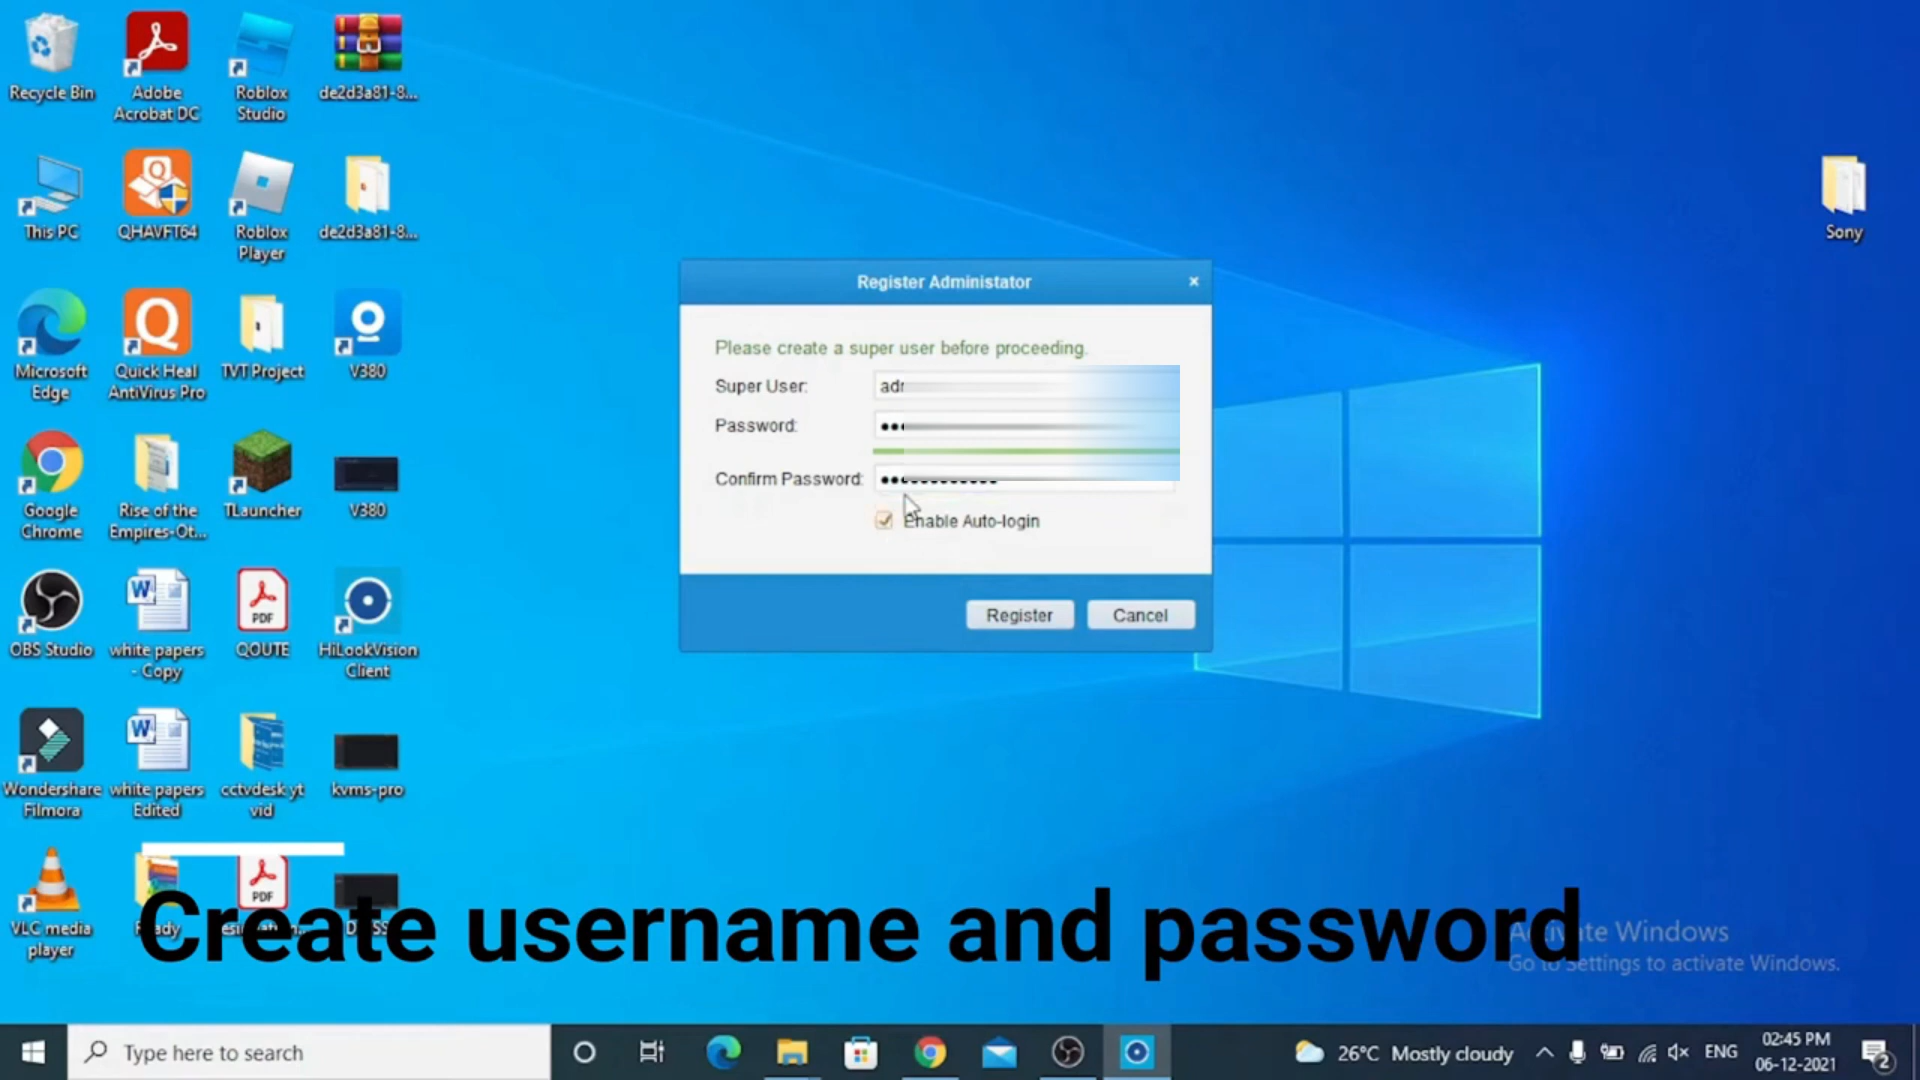 Recycle Bin
Adobe
Acrobat DC
Roblox
Studio
de2d3a81-8...
This PC
QHAVFT64
Roblox
Player
de2d3a81-8...
Sony
Microsoft
Edge
Quick Heal
AntiVirus Pro
TVT Project
V380
Google
Chrome
Rise of the
Empires-Ot...
TLauncher
V380
OBS Studio
white papers
- Copy
PDF
QOUTE
HiLookVision
Client
Wondershare
Filmora
white papers
Edited
cctvdesk yt
vid
kvms-pro
VLC media
player
PDF
Register Administator
Please create a super user before proceeding.
Super User:
Password:
Confirm Password:
Enable Auto-login
Register
Cancel
Create username and password
Activate Windows
Go to Settings to activate Windows.
Type here to search
26°C Mostly cloudy
ENG
02:45 PM
06-12-2021
2